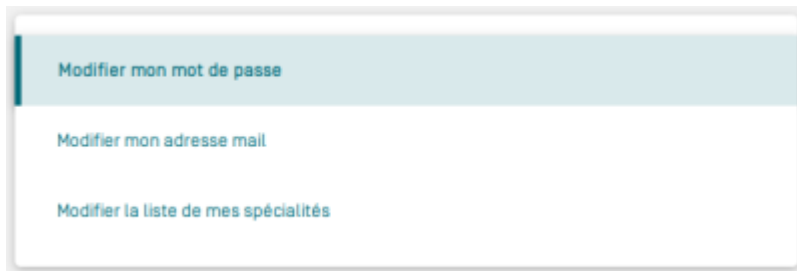 Modifier mon mot de passe
Modifier mon adresse mail
Modifier la liste de mes spécialités